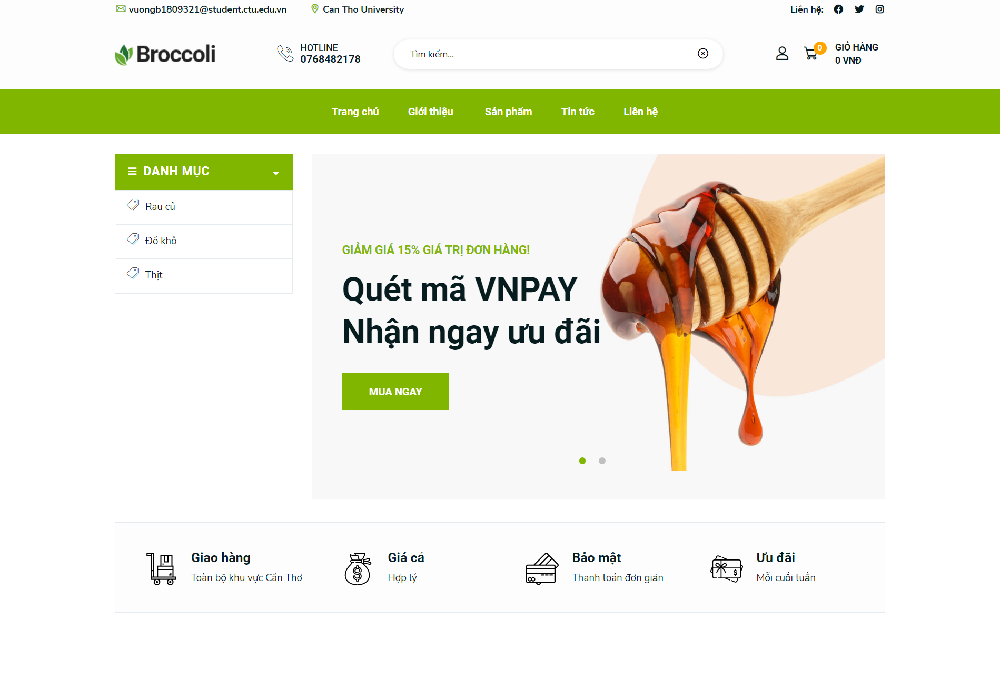 vuongb1809321@student.ctu.edu.vn Can Tho University Liên hệ:
Broccoli
HOTLINE
0768482178
Tìm kiếm...
0
GIỎ HÀNG
0 VNĐ
Trang chủ Giới thiệu Sản phẩm Tin tức Liên hệ
DANH MỤC
Rau củ
Đồ khô
Thịt
GIẢM GIÁ 15% GIÁ TRỊ ĐƠN HÀNG!
Quét mã VNPAY
Nhận ngay ưu đãi
MUA NGAY
Giao hàng
Toàn bộ khu vực Cần Thơ
Giá cả
Hợp lý
Bảo mật
Thanh toán đơn giản
Ưu đãi
Mỗi cuối tuần